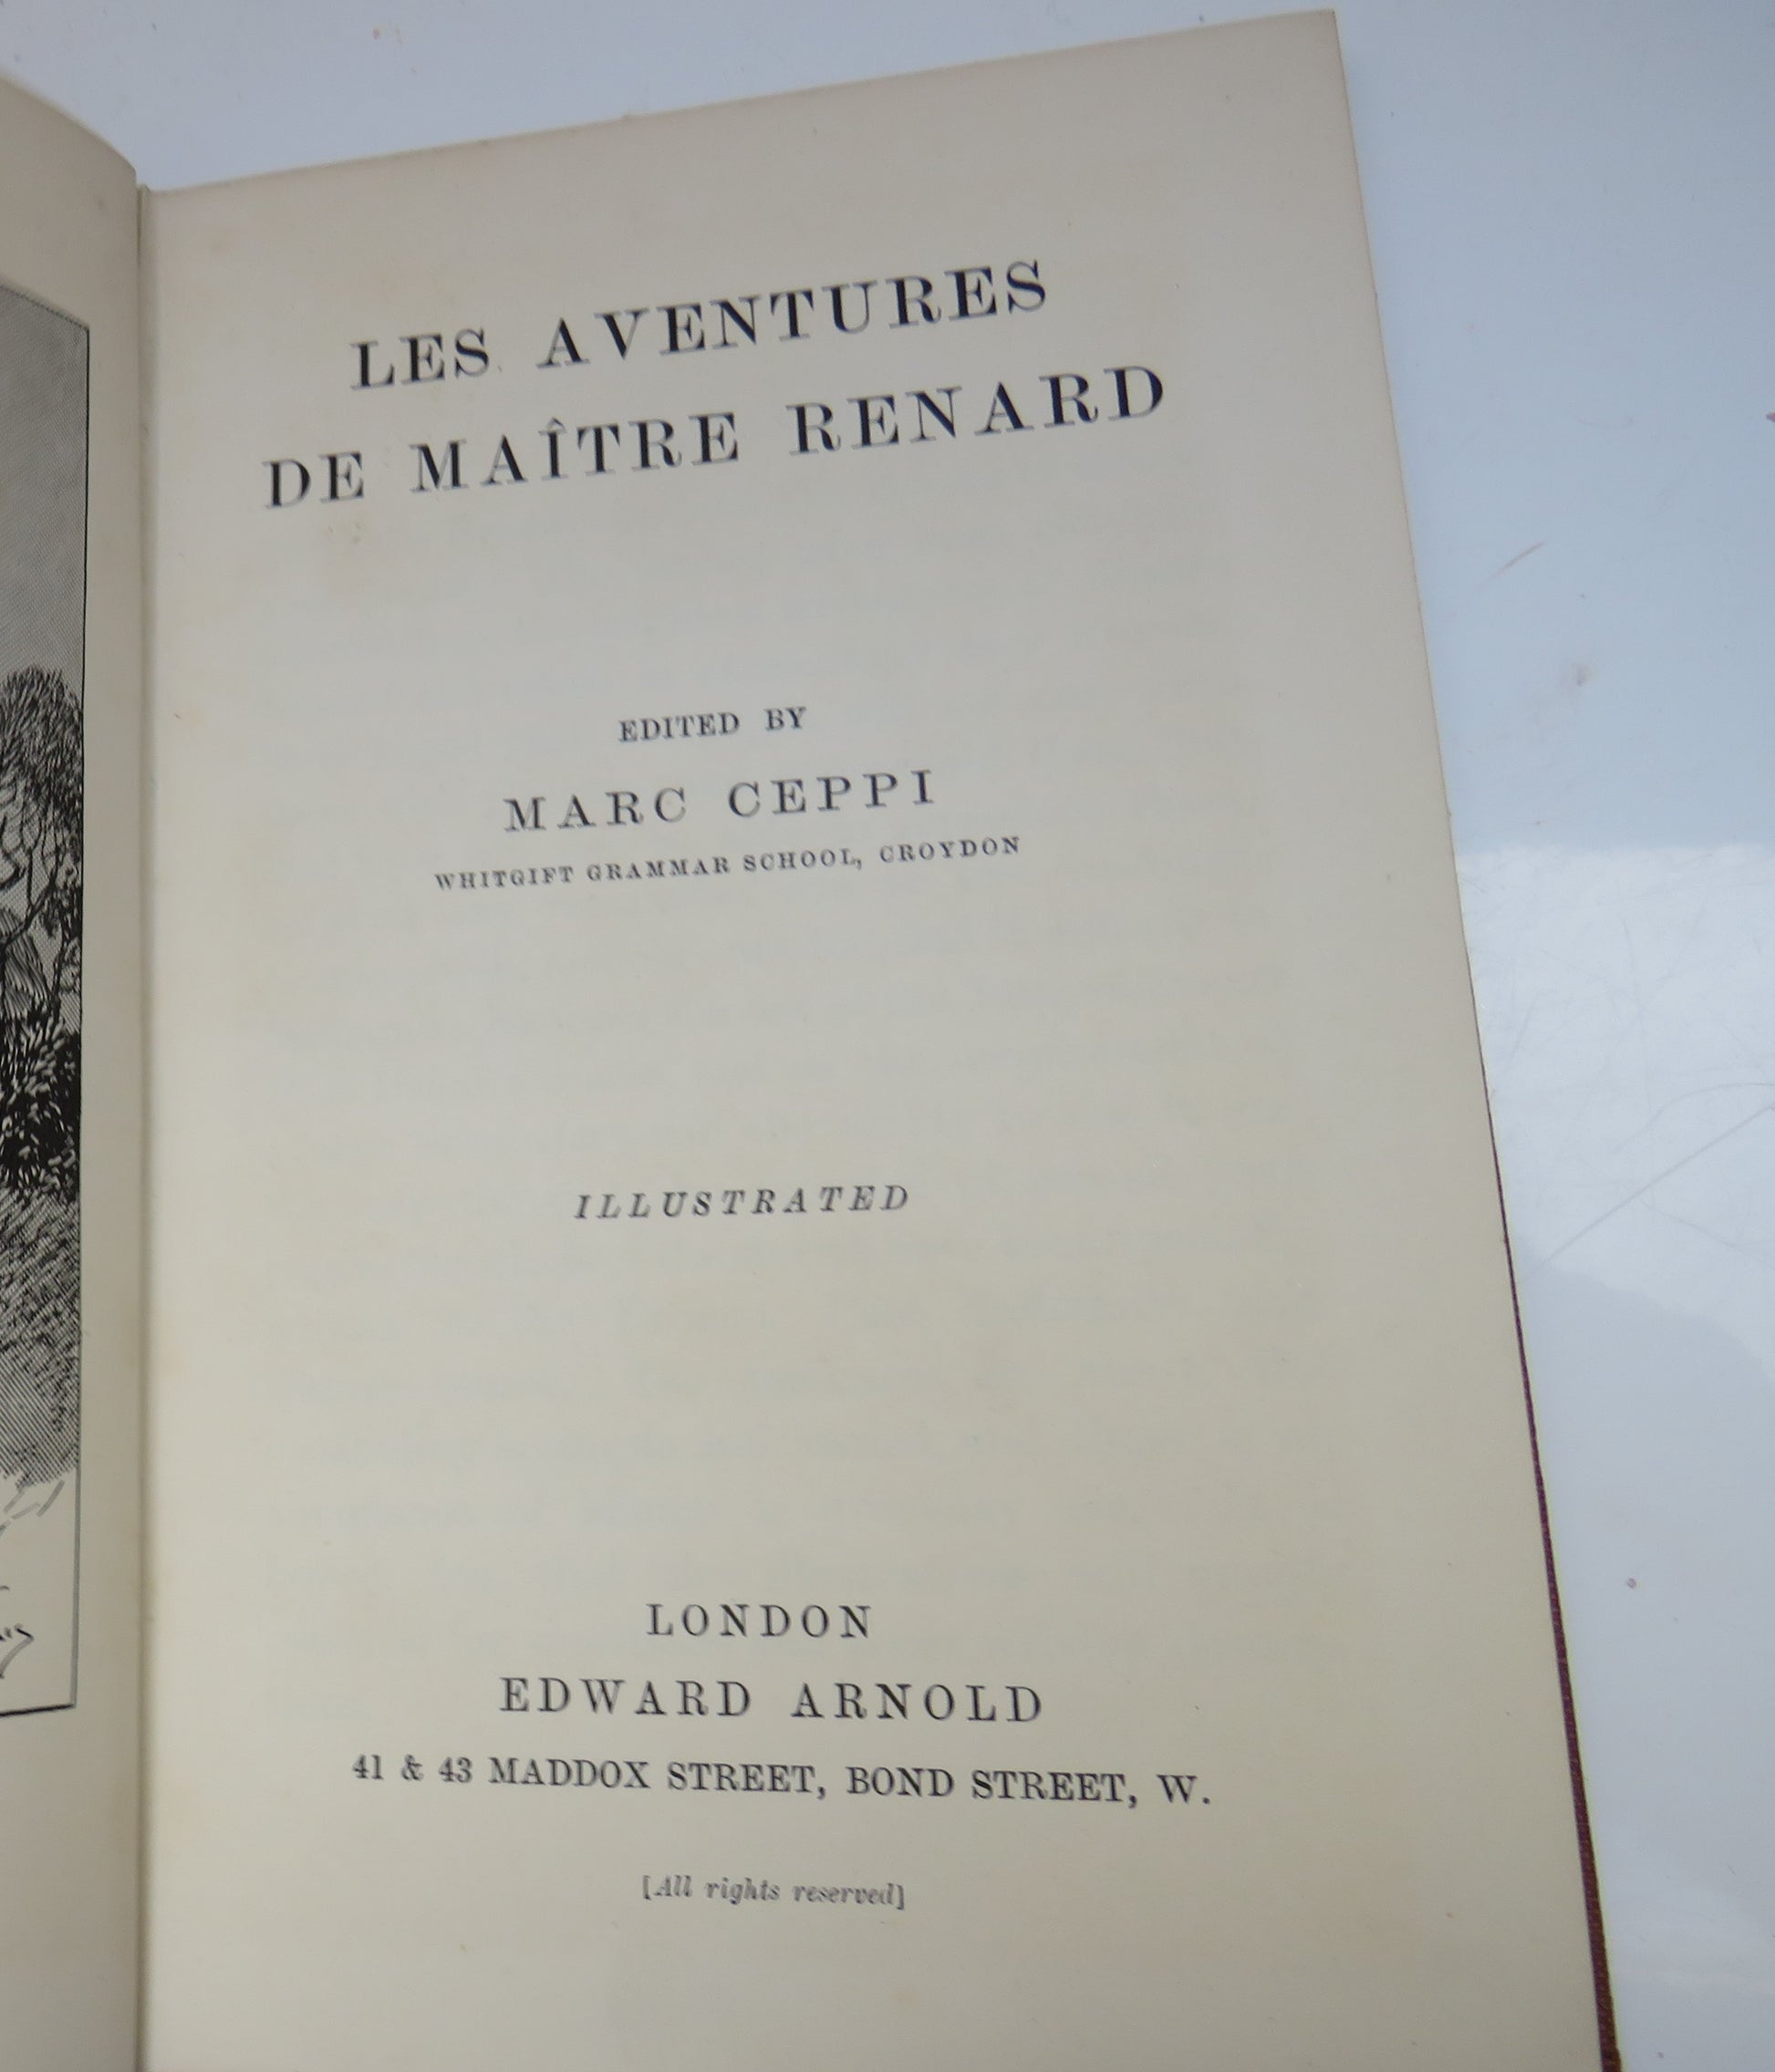 LES AVENTURES
DE MAÎTRE RENARD
EDITED BY
MARC CEPPI
WHITGIFT GRAMMAR SCHOOL, CROYDON
ILLUSTRATED
LONDON
EDWARD ARNOLD
41 & 43 MADDOX STREET, BOND STREET, W.
[All rights reserved]